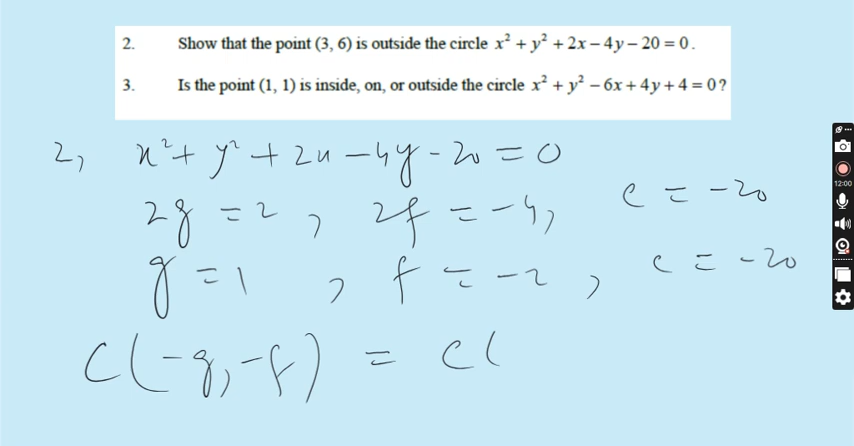 2. Show that the point (3, 6) is outside the circle x² + y² + 2x – 4y – 20 = 0.
3. Is the point (1, 1) is inside, on, or outside the circle x² + y² – 6x + 4y + 4 = 0?
2, x² + y² + 2x – 4y – 20 = 0
2g = 2, 2f = –4, c = –20
g = 1, f = –2, c = –20
C(–g, –f) = C(
12:00